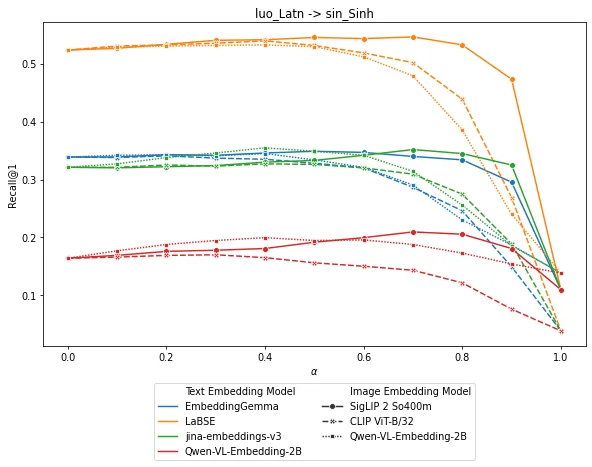 luo_Latn -> sin_Sinh
Recall@1
0.5
0.4
0.3
0.2
0.1
0.0 0.2 0.4 0.6 0.8 1.0
α
Text Embedding Model Image Embedding Model
EmbeddingGemma SigLIP 2 So400m
LaBSE CLIP ViT-B/32
jina-embeddings-v3 Qwen-VL-Embedding-2B
Qwen-VL-Embedding-2B